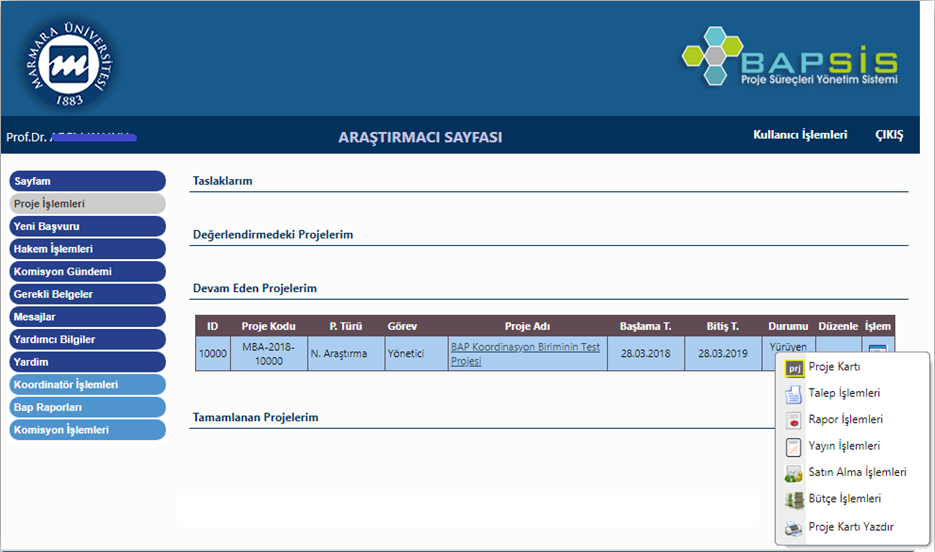 MARMARA ÜNİVERSİTESİ
1883
BAPSİS
Proje Süreçleri Yönetim Sistemi
Prof.Dr.
ARAŞTIRMACI SAYFASI
Kullanıcı İşlemleri
ÇIKIŞ
Sayfam
Proje İşlemleri
Yeni Başvuru
Hakem İşlemleri
Komisyon Gündemi
Gerekli Belgeler
Mesajlar
Yardımcı Bilgiler
Yardim
Koordinatör İşlemleri
Bap Raporları
Komisyon İşlemleri
Taslaklarım
Değerlendirmedeki Projelerim
Devam Eden Projelerim
ID Proje Kodu P. Türü Görev Proje Adı Başlama T. Bitiş T. Durumu Düzenle İşlem
10000 MBA-2018-10000 N. Araştırma Yönetici BAP Koordinasyon Biriminin Test Projesi 28.03.2018 28.03.2019 Yürüyen
Tamamlanan Projelerim
prj Proje Kartı
Talep İşlemleri
Rapor İşlemleri
Yayın İşlemleri
Satın Alma İşlemleri
Bütçe İşlemleri
Proje Kartı Yazdır